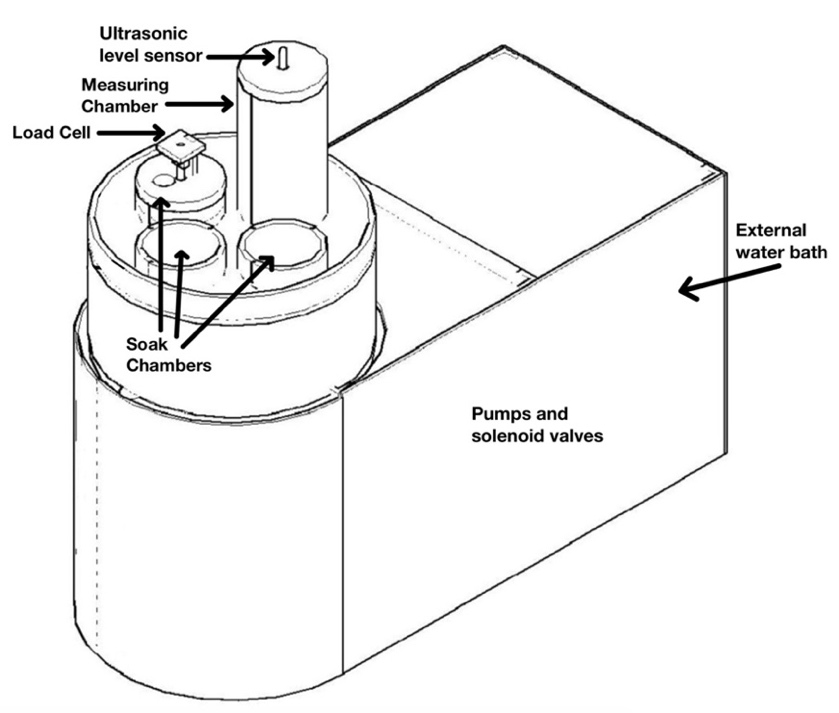 Ultrasonic
level sensor
Measuring
Chamber
Load Cell
External
water bath
Soak
Chambers
Pumps and
solenoid valves